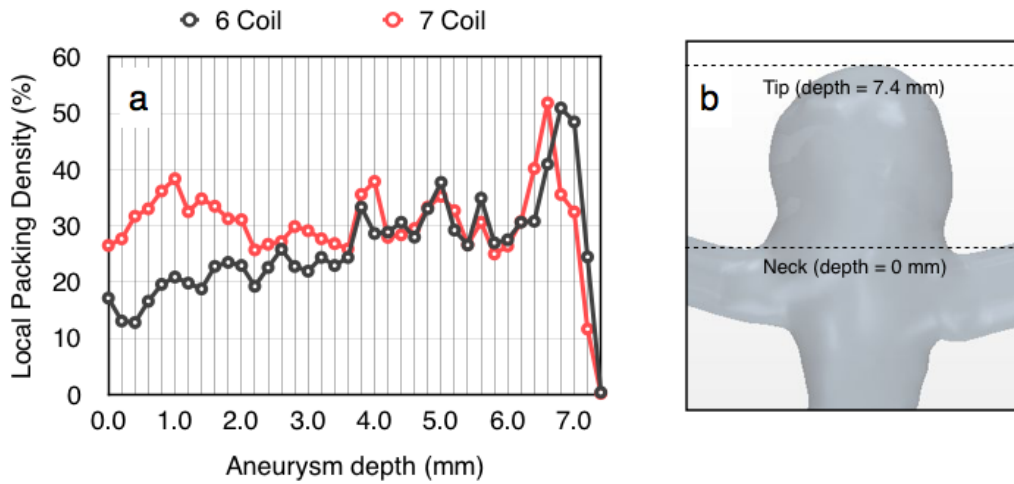 6 Coil 7 Coil
Local Packing Density (%)
60
50
40
30
20
10
0
a
0.0 1.0 2.0 3.0 4.0 5.0 6.0 7.0
Aneurysm depth (mm)
b
Tip (depth = 7.4 mm)
Neck (depth = 0 mm)